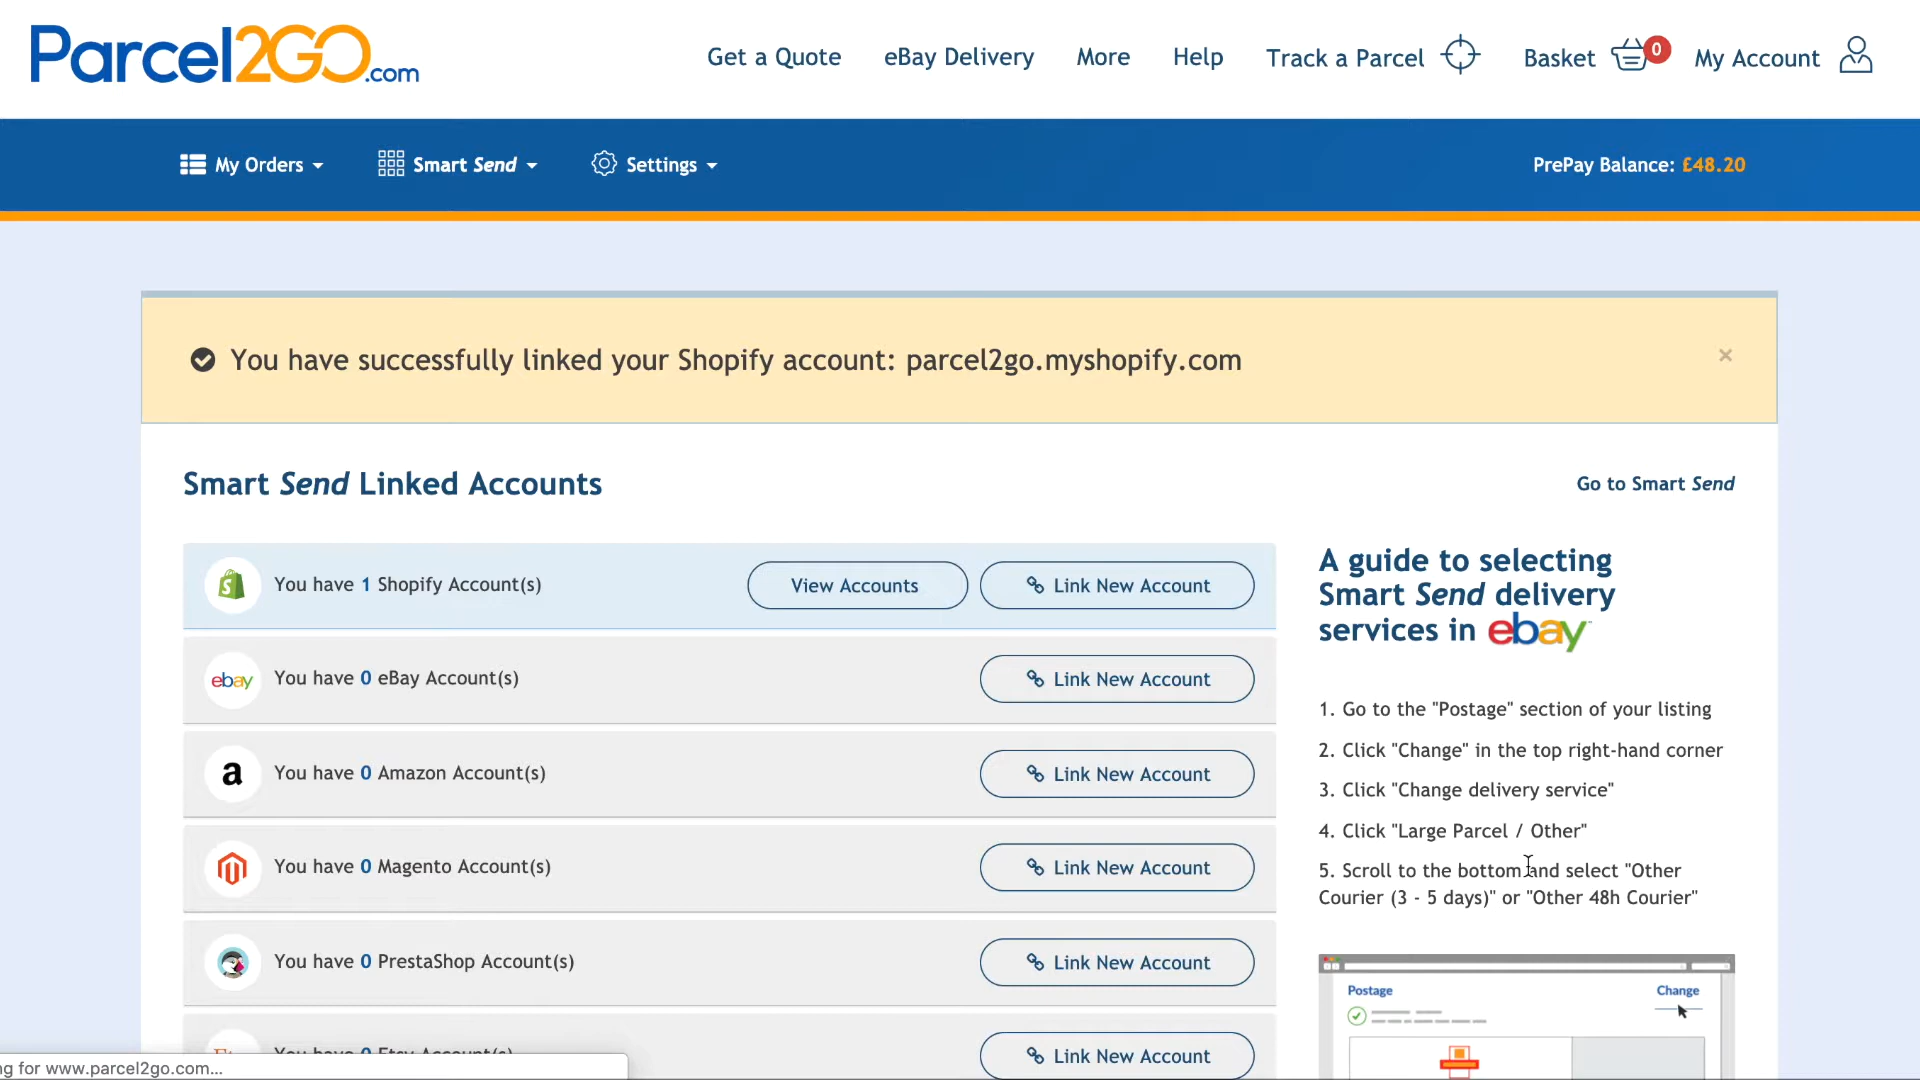 Parcel2GO.com
Get a Quote
eBay Delivery
More
Help
Track a Parcel
Basket
0
My Account
My Orders
Smart Send
Settings
PrePay Balance: £48.20
You have successfully linked your Shopify account: parcel2go.myshopify.com
×
Smart Send Linked Accounts
Go to Smart Send
You have 1 Shopify Account(s)
View Accounts
Link New Account
ebay
You have 0 eBay Account(s)
Link New Account
a
You have 0 Amazon Account(s)
Link New Account
You have 0 Magento Account(s)
Link New Account
You have 0 PrestaShop Account(s)
Link New Account
You have 0 Etsy Account(s)
Link New Account
A guide to selecting
Smart Send delivery
services in ebay™
1. Go to the "Postage" section of your listing
2. Click "Change" in the top right-hand corner
3. Click "Change delivery service"
4. Click "Large Parcel / Other"
5. Scroll to the bottom and select "Other
Courier (3 - 5 days)" or "Other 48h Courier"
Postage
Change
ng for www.parcel2go.com...